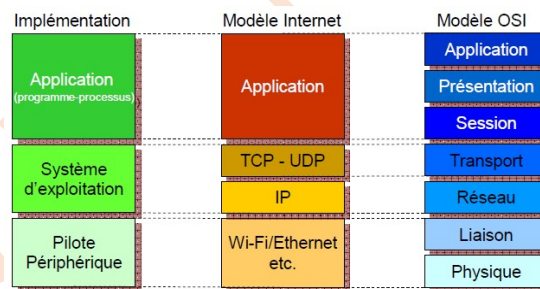 Implémentation
Modèle Internet
Modèle OSI
Application
(programme-processus)
Système
d'exploitation
Pilote
Périphérique
Application
TCP - UDP
IP
Wi-Fi/Ethernet
etc.
Application
Présentation
Session
Transport
Réseau
Liaison
Physique